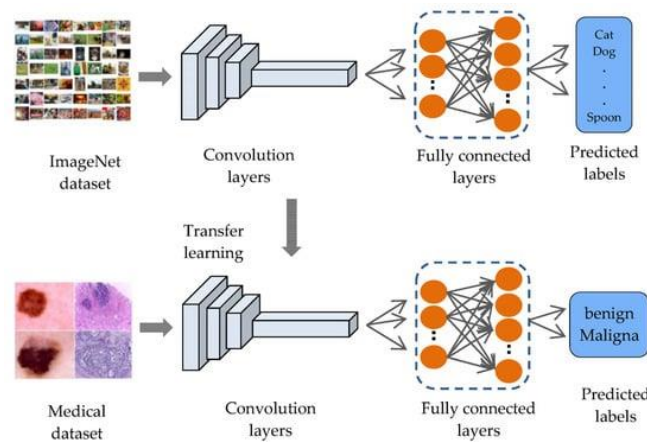 Cat
Dog
.
.
.
Spoon
ImageNet
dataset
Convolution
layers
Fully connected
layers
Predicted
labels
Transfer
learning
benign
Maligna
Medical
dataset
Convolution
layers
Fully connected
layers
Predicted
labels